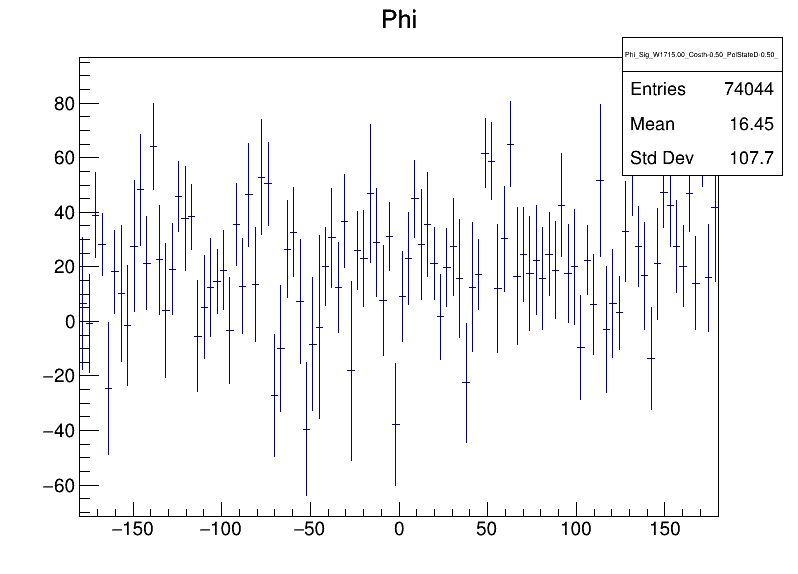 Phi
Phi_Sig_W1715.00_Costh-0.50_PolStateD-0.50_
Entries 74044
Mean 16.45
Std Dev 107.7
80
60
40
20
0
−20
−40
−60
−150 −100 −50 0 50 100 150